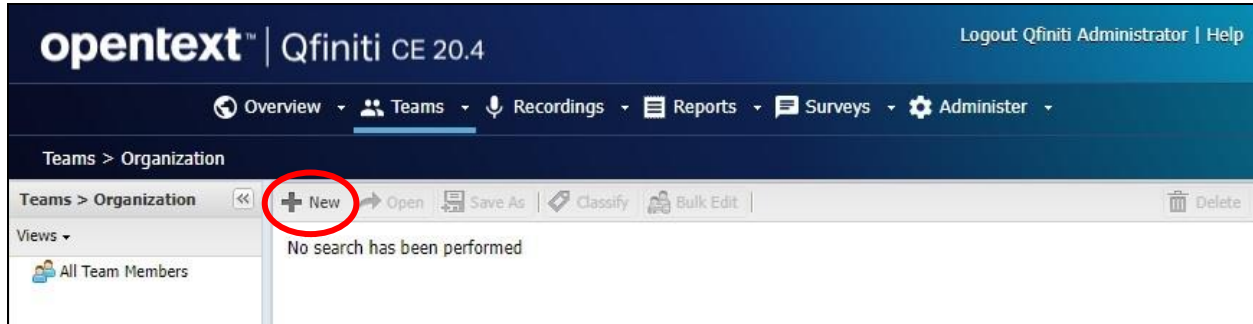 opentext™ | Qfiniti CE 20.4
Logout Qfiniti Administrator | Help
Overview Teams Recordings Reports Surveys Administer
Teams > Organization
Teams > Organization
New Open Save As Classify Bulk Edit Delete
Views
No search has been performed
All Team Members